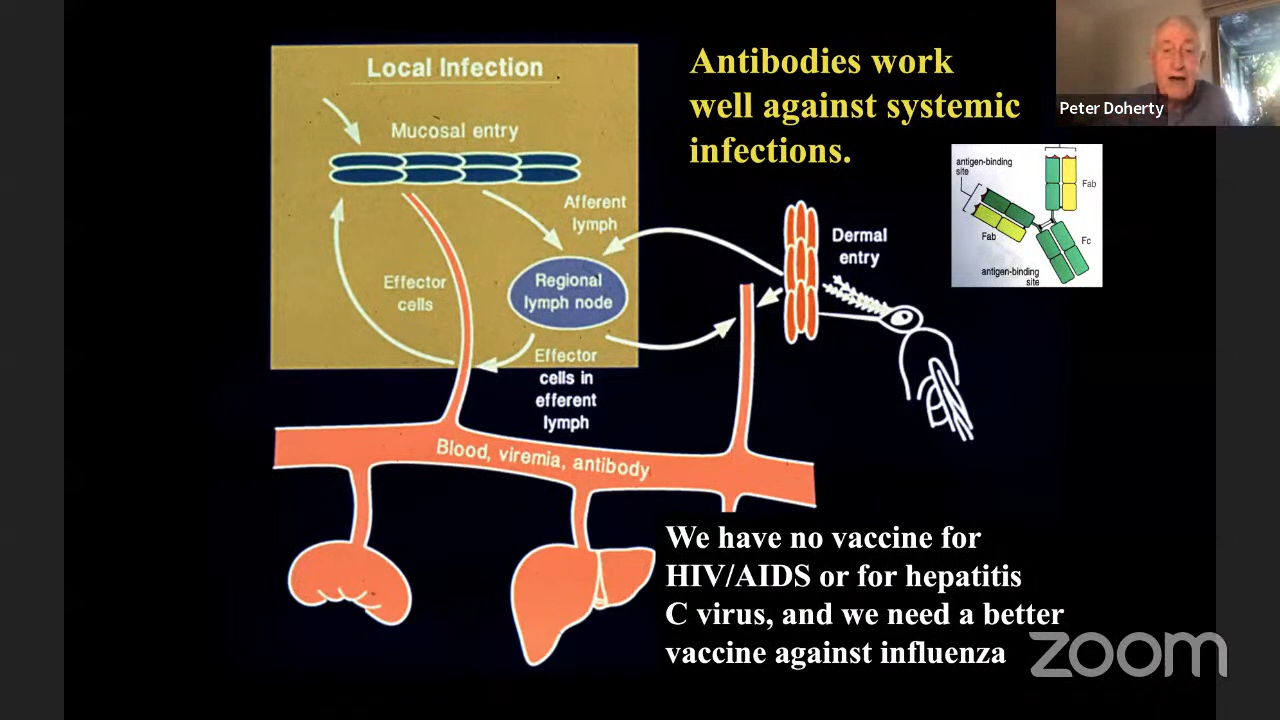 Local Infection
Mucosal entry
Afferent
lymph
Effector
cells
Regional
lymph node
Effector
cells in
efferent
lymph
Blood, viremia, antibody
Antibodies work
well against systemic
infections.
Dermal
entry
Peter Doherty
antigen-binding
site
Fab
Fab
Fc
antigen-binding
site
We have no vaccine for
HIV/AIDS or for hepatitis
C virus, and we need a better
vaccine against influenza
zoom